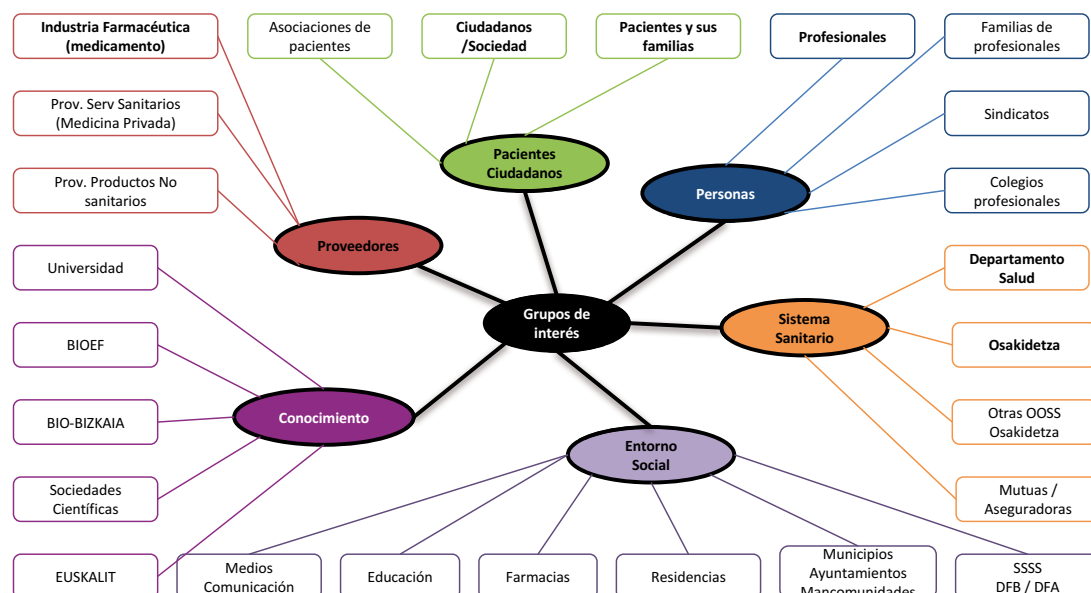 Industria Farmacéutica
(medicamento)
Asociaciones de
pacientes
Ciudadanos
/Sociedad
Pacientes y sus
familias
Profesionales
Familias de
profesionales
Prov. Serv Sanitarios
(Medicina Privada)
Sindicatos
Prov. Productos No
sanitarios
Colegios
profesionales
Pacientes
Ciudadanos
Personas
Proveedores
Universidad
Departamento
Salud
Grupos de
interés
Sistema
Sanitario
BIOEF
Osakidetza
BIO-BIZKAIA
Conocimiento
Otras OOSS
Osakidetza
Entorno
Social
Sociedades
Científicas
Mutuas /
Aseguradoras
EUSKALIT
Medios
Comunicación
Educación
Farmacias
Residencias
Municipios
Ayuntamientos
Mancomunidades
SSSS
DFB / DFA